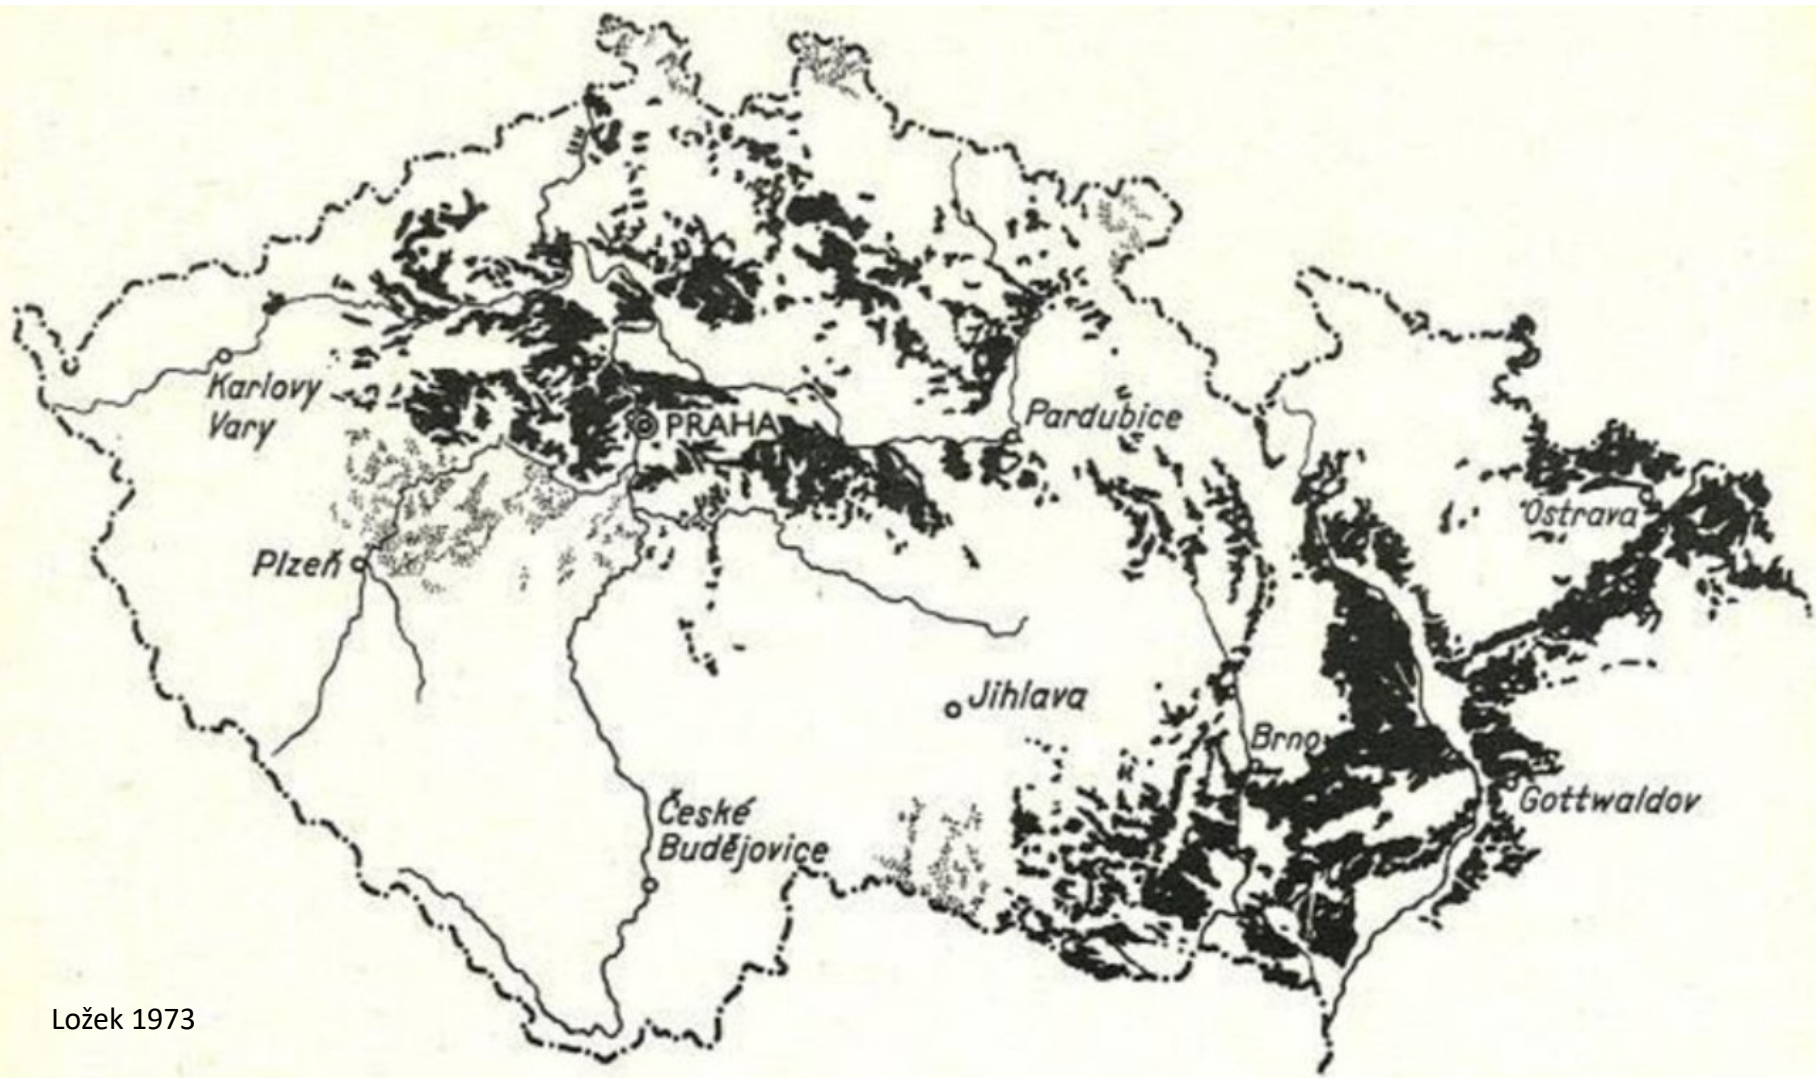 Karlovy
Vary
PRAHA
Pardubice
Plzeň
Ostrava
Jihlava
Brno
České
Budějovice
Gottwaldov
Ložek 1973